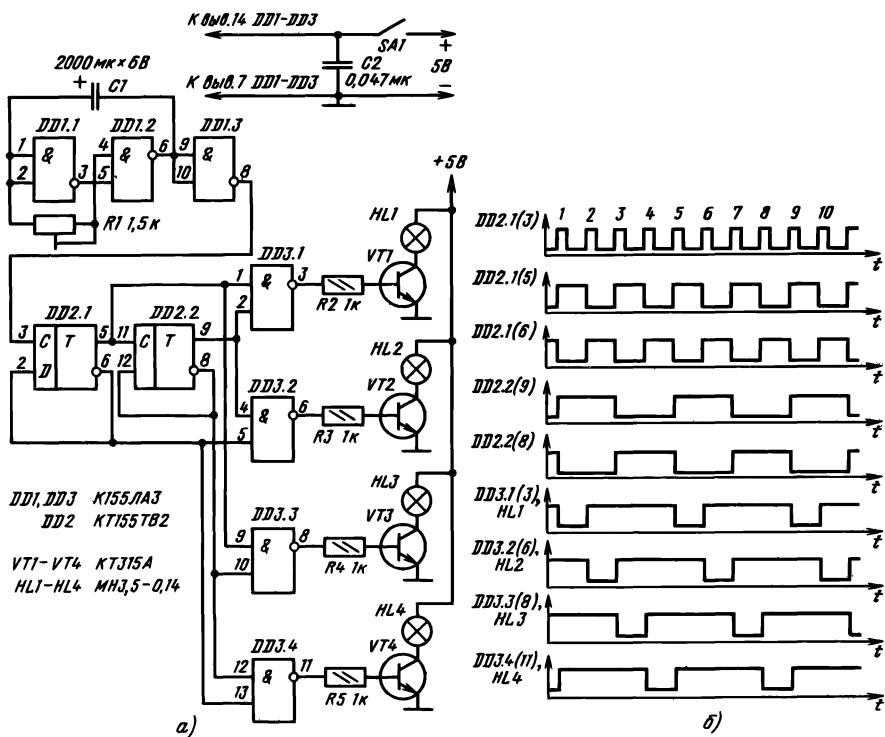 К выв.14 DD1-DD3
SA1
+
5В
–
C2
0,047мк
К выв.7 DD1-DD3
2000мк×6В
+
C1
DD1.1
DD1.2
DD1.3
1
2
&
3
4
5
&
6
9
10
&
8
R1 1,5к
+5В
HL1
VT1
DD3.1
1
2
&
3
R2 1к
DD2.1
3
2
C
D
T
5
6
DD2.2
11
12
C
T
9
8
HL2
VT2
DD3.2
4
5
&
6
R3 1к
HL3
VT3
DD3.3
9
10
&
8
R4 1к
HL4
VT4
DD3.4
12
13
&
11
R5 1к
DD1, DD3 К155ЛА3
DD2 КТ155ТВ2
VT1-VT4 КТ315А
HL1-HL4 МН3,5-0,14
а)
DD2.1(3)
1 2 3 4 5 6 7 8 9 10
t
DD2.1(5)
t
DD2.1(6)
t
DD2.2(9)
t
DD2.2(8)
t
DD3.1(3),
HL1
t
DD3.2(6),
HL2
t
DD3.3(8),
HL3
t
DD3.4(11),
HL4
t
б)